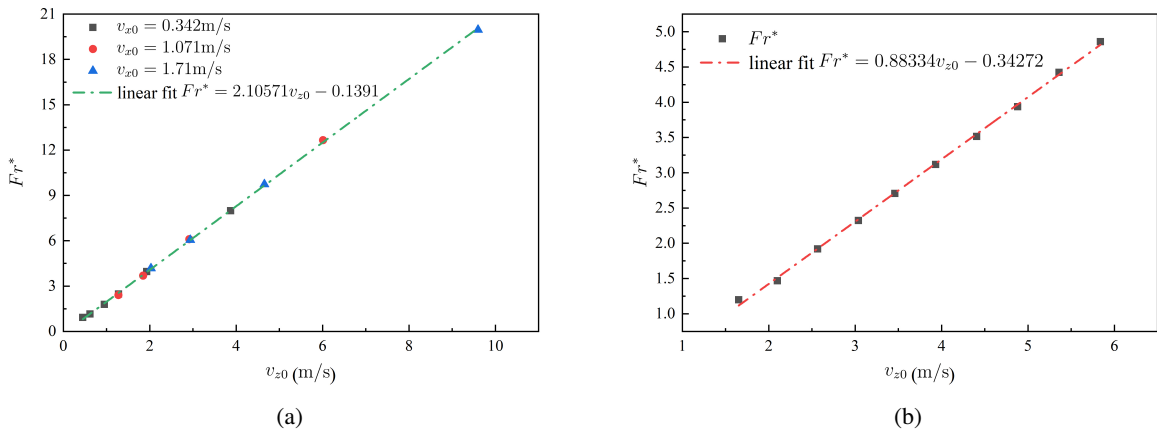 21
18
15
12
9
6
3
0
Fr*
v_{x0} = 0.342m/s
v_{x0} = 1.071m/s
v_{x0} = 1.71m/s
linear fit Fr* = 2.10571v_{z0} − 0.1391
0 2 4 6 8 10
v_{z0} (m/s)
(a)
5.0
4.5
4.0
3.5
3.0
2.5
2.0
1.5
1.0
Fr*
Fr*
linear fit Fr* = 0.88334v_{z0} − 0.34272
1 2 3 4 5 6
v_{z0} (m/s)
(b)